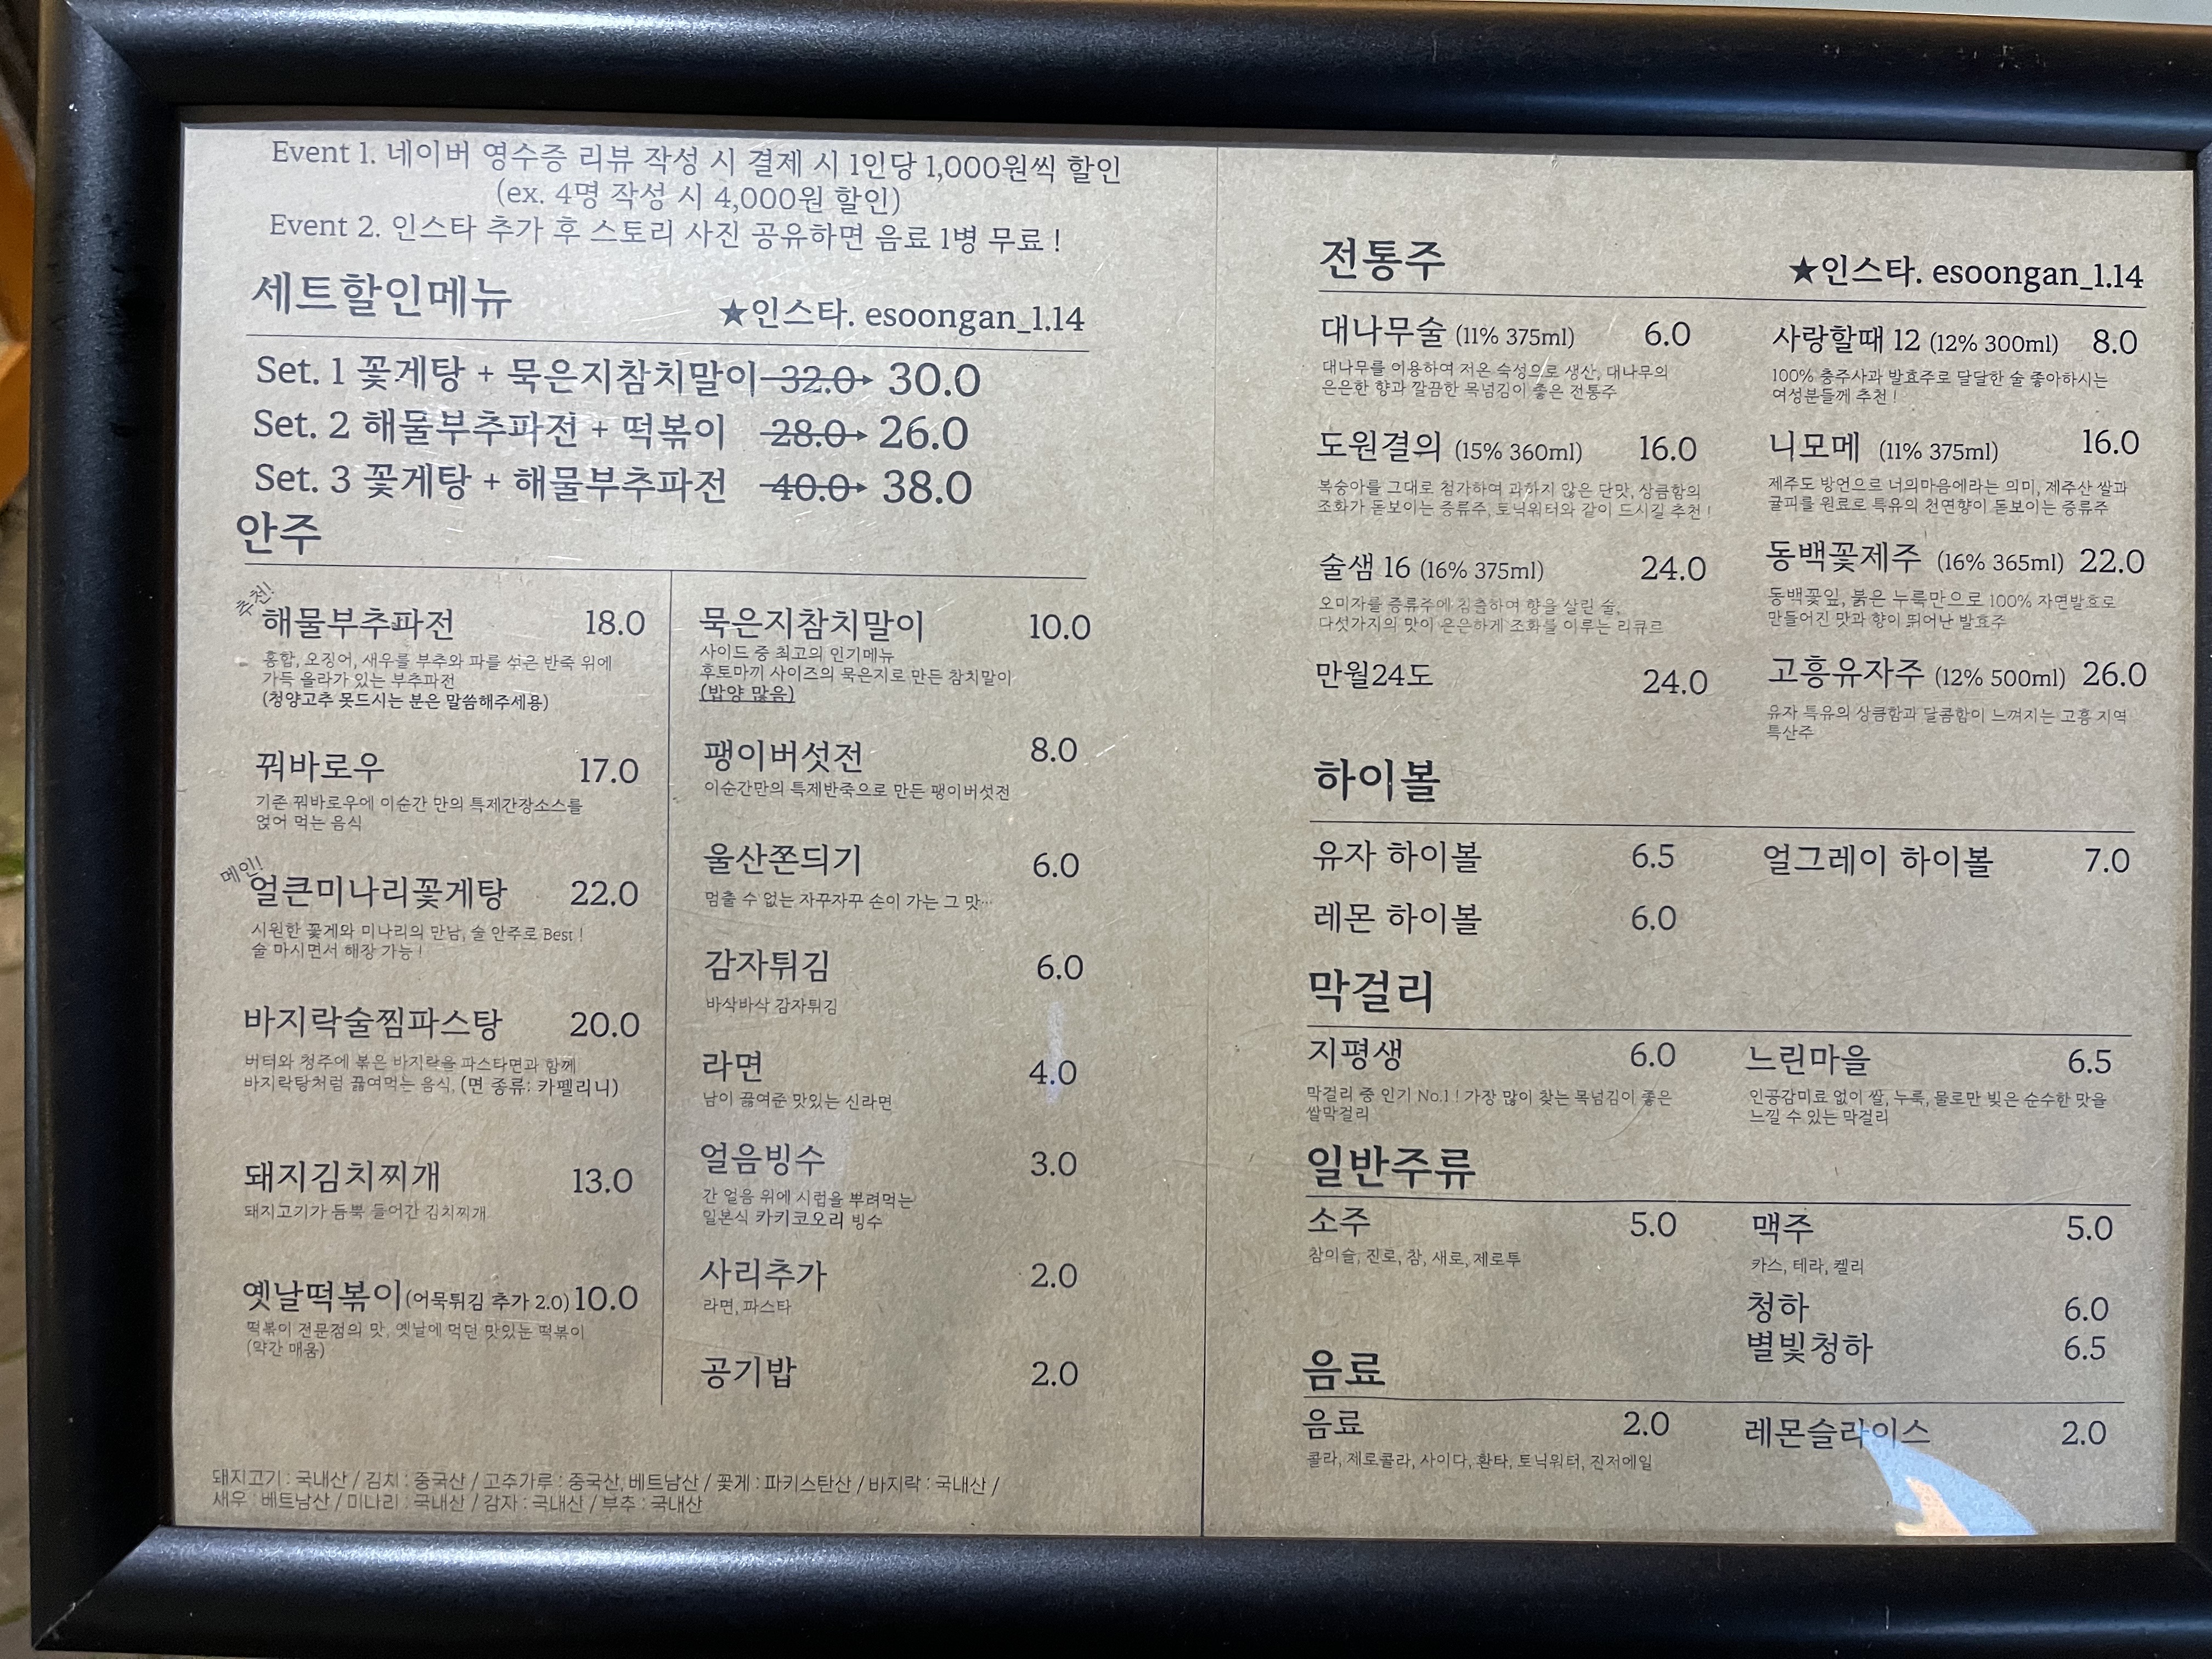 Event 1. 네이버 영수증 리뷰 작성 시 결제 시 1인당 1,000원씩 할인
(ex. 4명 작성 시 4,000원 할인)
Event 2. 인스타 추가 후 스토리 사진 공유하면 음료 1병 무료 !
세트할인메뉴 ★인스타. esoongan_1.14
Set. 1 꽃게탕 + 묵은지참치말이 32.0→ 30.0
Set. 2 해물부추파전 + 떡볶이 28.0→ 26.0
Set. 3 꽃게탕 + 해물부추파전 40.0→ 38.0
안주
추천!
해물부추파전 18.0
홍합, 오징어, 새우를 부추와 파를 섞은 반죽 위에
가득 올라가 있는 부추파전
(청양고추 못드시는 분은 말씀해주세용)
꿔바로우 17.0
기존 꿔바로우에 이순간 만의 특제간장소스를
얹어 먹는 음식
메인!
얼큰미나리꽃게탕 22.0
시원한 꽃게와 미나리의 만남, 술 안주로 Best !
술 마시면서 해장 가능 !
바지락술찜파스탕 20.0
버터와 청주에 볶은 바지락을 파스타면과 함께
바지락탕처럼 끓여먹는 음식, (면 종류: 카펠리니)
돼지김치찌개 13.0
돼지고기가 듬뿍 들어간 김치찌개
옛날떡볶이(어묵튀김 추가 2.0) 10.0
떡볶이 전문점의 맛, 옛날에 먹던 맛있는 떡볶이
(약간 매움)
묵은지참치말이 10.0
사이드 중 최고의 인기메뉴
후토마끼 사이즈의 묵은지로 만든 참치말이
(밥양 많음)
팽이버섯전 8.0
이순간만의 특제반죽으로 만든 팽이버섯전
울산쫀듸기 6.0
멈출 수 없는 자꾸자꾸 손이 가는 그 맛...
감자튀김 6.0
바삭바삭 감자튀김
라면 4.0
남이 끓여준 맛있는 신라면
얼음빙수 3.0
간 얼음 위에 시럽을 뿌려먹는
일본식 카키코오리 빙수
사리추가 2.0
라면, 파스타
공기밥 2.0
돼지고기 : 국내산 / 김치 : 중국산 / 고추가루 : 중국산, 베트남산 / 꽃게 : 파키스탄산 / 바지락 : 국내산 /
새우 : 베트남산 / 미나리 : 국내산 / 감자 : 국내산 / 부추 : 국내산
전통주 ★인스타. esoongan_1.14
대나무술 (11% 375ml) 6.0
대나무를 이용하여 저온 숙성으로 생산, 대나무의
은은한 향과 깔끔한 목넘김이 좋은 전통주
사랑할때 12 (12% 300ml) 8.0
100% 충주사과 발효주로 달달한 술 좋아하시는
여성분들께 추천 !
도원결의 (15% 360ml) 16.0
복숭아를 그대로 첨가하여 과하지 않은 단맛, 상큼함의
조화가 돋보이는 증류주, 토닉워터와 같이 드시길 추천 !
니모메 (11% 375ml) 16.0
제주도 방언으로 너의마음에라는 의미, 제주산 쌀과
귤피를 원료로 특유의 천연향이 돋보이는 증류주
술샘 16 (16% 375ml) 24.0
오미자를 증류주에 침출하여 향을 살린 술,
다섯가지의 맛이 은은하게 조화를 이루는 리큐르
동백꽃제주 (16% 365ml) 22.0
동백꽃잎, 붉은 누룩만으로 100% 자연발효로
만들어진 맛과 향이 뛰어난 발효주
만월24도 24.0
고흥유자주 (12% 500ml) 26.0
유자 특유의 상큼함과 달콤함이 느껴지는 고흥 지역
특산주
하이볼
유자 하이볼 6.5
얼그레이 하이볼 7.0
레몬 하이볼 6.0
막걸리
지평생 6.0
막걸리 중 인기 No.1 ! 가장 많이 찾는 목넘김이 좋은
쌀막걸리
느린마을 6.5
인공감미료 없이 쌀, 누룩, 물로만 빚은 순수한 맛을
느낄 수 있는 막걸리
일반주류
소주 5.0
참이슬, 진로, 참, 새로, 제로투
맥주 5.0
카스, 테라, 켈리
청하 6.0
별빛청하 6.5
음료
음료 2.0
콜라, 제로콜라, 사이다, 환타, 토닉워터, 진저에일
레몬슬라이스 2.0